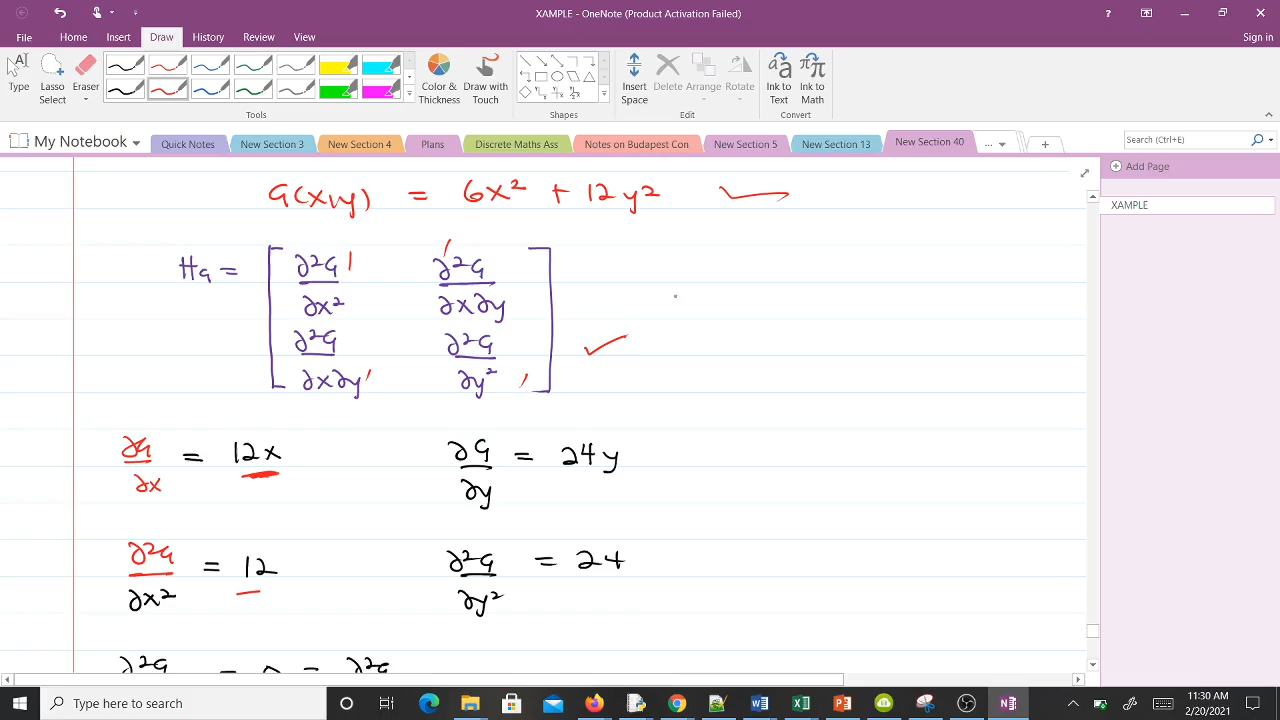 XAMPLE - OneNote (Product Activation Failed)
File Home Insert Draw History Review View Sign in
Type Lasso Select Eraser Color & Thickness Draw with Touch Insert Space Delete Arrange Rotate Ink to Text Ink to Math
Tools Shapes Edit Convert
My Notebook Quick Notes New Section 3 New Section 4 Plans Discrete Maths Ass Notes on Budapest Con New Section 5 New Section 13 New Section 40 ... Search (Ctrl+E)
Add Page
XAMPLE
G(x,y) = 6x² + 12y²
H_G = [ ∂²G ∂²G
∂x² ∂x∂y
∂²G ∂²G
∂x∂y ∂y² ]
∂G = 12x ∂G = 24y
∂x ∂y
∂²G = 12 ∂²G = 24
∂x² ∂y²
∂²G = 0 = ∂²G
Type here to search 11:30 AM
2/20/2021